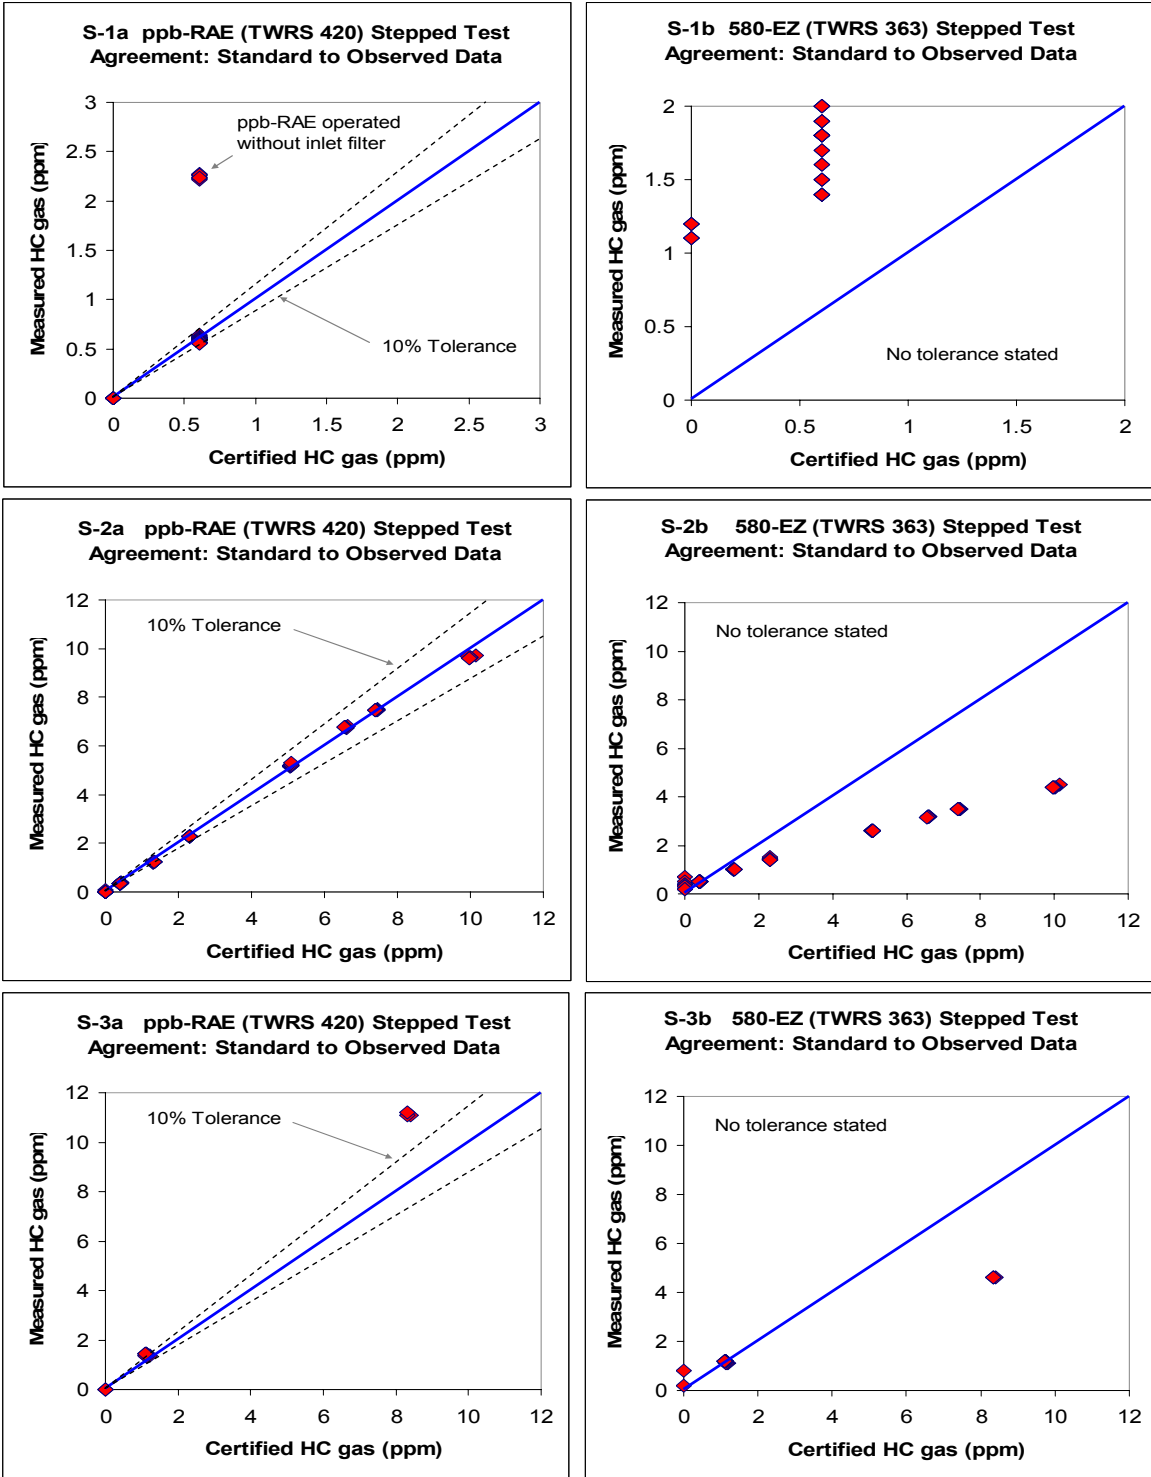 S-1a ppb-RAE (TWRS 420) Stepped Test
Agreement: Standard to Observed Data
3
2.5
2
1.5
1
0.5
0
Measured HC gas (ppm)
ppb-RAE operated
without inlet filter
10% Tolerance
0 0.5 1 1.5 2 2.5 3
Certified HC gas (ppm)
S-1b 580-EZ (TWRS 363) Stepped Test
Agreement: Standard to Observed Data
2
1.5
1
0.5
0
Measured HC gas (ppm)
No tolerance stated
0 0.5 1 1.5 2
Certified HC gas (ppm)
S-2a ppb-RAE (TWRS 420) Stepped Test
Agreement: Standard to Observed Data
12
10
8
6
4
2
0
Measured HC gas (ppm)
10% Tolerance
0 2 4 6 8 10 12
Certified HC gas (ppm)
S-2b 580-EZ (TWRS 363) Stepped Test
Agreement: Standard to Observed Data
12
10
8
6
4
2
0
Measured HC gas (ppm)
No tolerance stated
0 2 4 6 8 10 12
Certified HC gas (ppm)
S-3a ppb-RAE (TWRS 420) Stepped Test
Agreement: Standard to Observed Data
12
10
8
6
4
2
0
Measured HC gas (ppm)
10% Tolerance
0 2 4 6 8 10 12
Certified HC gas (ppm)
S-3b 580-EZ (TWRS 363) Stepped Test
Agreement: Standard to Observed Data
12
10
8
6
4
2
0
Measured HC gas (ppm)
No tolerance stated
0 2 4 6 8 10 12
Certified HC gas (ppm)